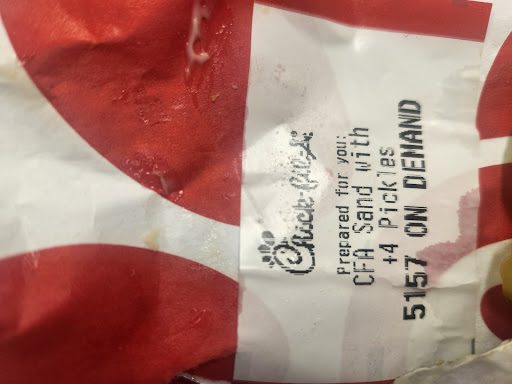 Chick-fil-A®
Prepared for you:
CFA Sand with
+4 Pickles
5157 ON DEMAND